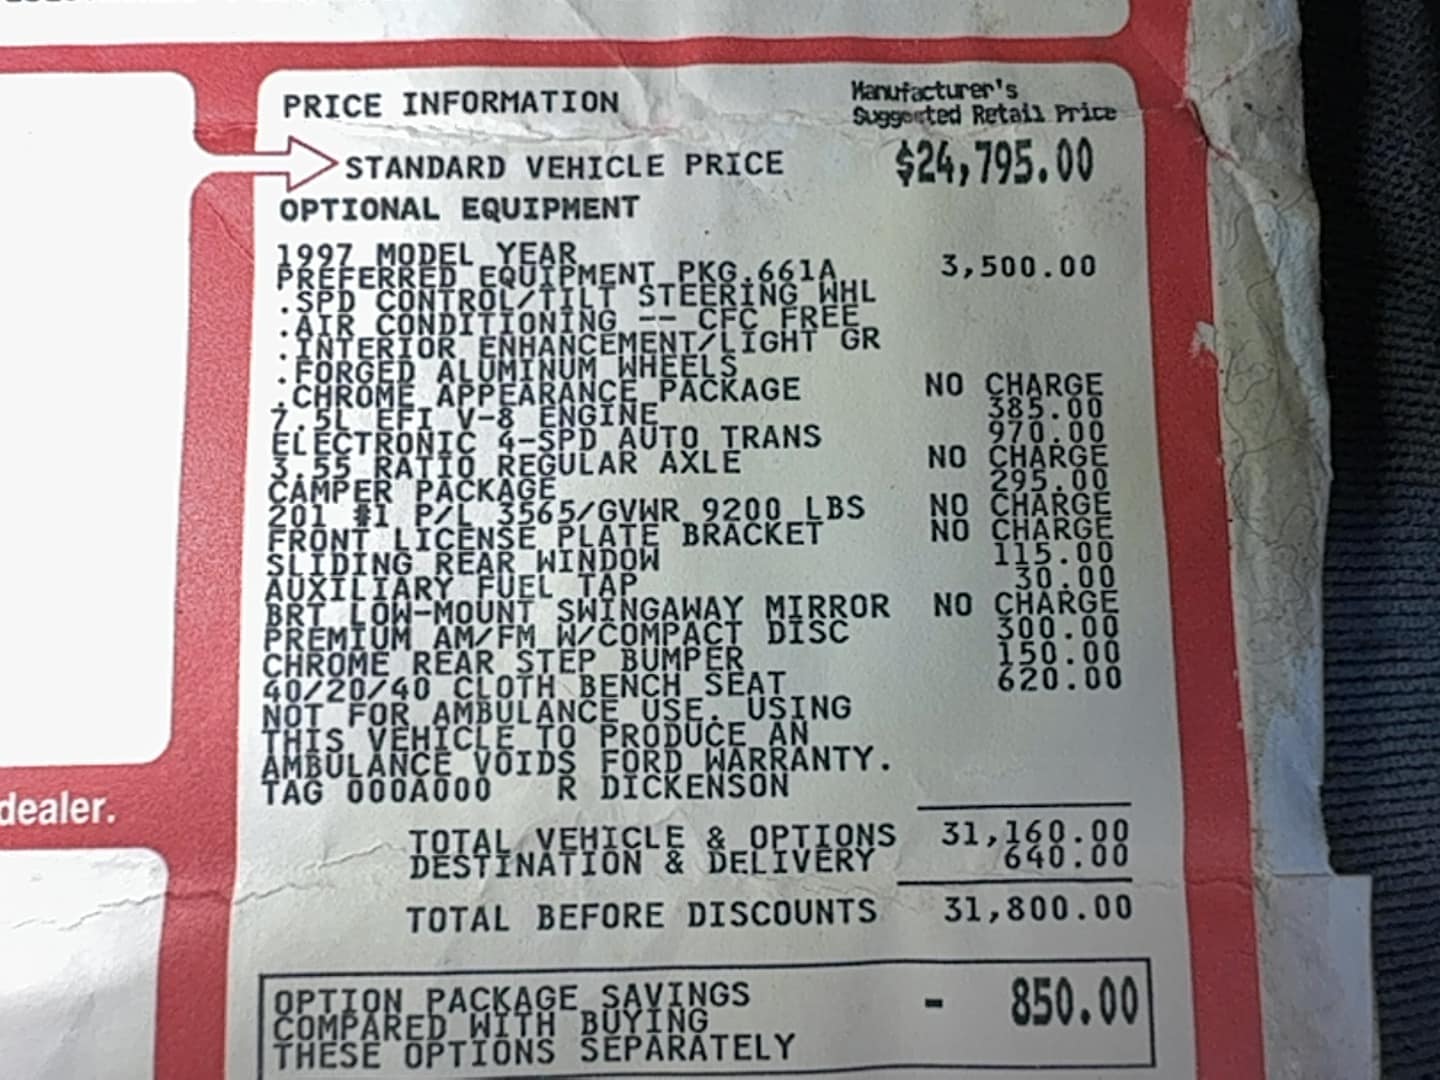 PRICE INFORMATION
Manufacturer's
Suggested Retail Price
STANDARD VEHICLE PRICE $24,795.00
OPTIONAL EQUIPMENT
1997 MODEL YEAR
PREFERRED EQUIPMENT PKG.661A 3,500.00
.SPD CONTROL/TILT STEERING WHL
.AIR CONDITIONING -- CFC FREE
.INTERIOR ENHANCEMENT/LIGHT GR
.FORGED ALUMINUM WHEELS
.CHROME APPEARANCE PACKAGE NO CHARGE
7.5L EFI V-8 ENGINE 385.00
ELECTRONIC 4-SPD AUTO TRANS 970.00
3.55 RATIO REGULAR AXLE NO CHARGE
CAMPER PACKAGE 295.00
201 #1 P/L 3565/GVWR 9200 LBS NO CHARGE
FRONT LICENSE PLATE BRACKET NO CHARGE
SLIDING REAR WINDOW 115.00
AUXILIARY FUEL TAP 30.00
BRT LOW-MOUNT SWINGAWAY MIRROR NO CHARGE
PREMIUM AM/FM W/COMPACT DISC 300.00
CHROME REAR STEP BUMPER 150.00
40/20/40 CLOTH BENCH SEAT 620.00
NOT FOR AMBULANCE USE. USING
THIS VEHICLE TO PRODUCE AN
AMBULANCE VOIDS FORD WARRANTY.
TAG 000A000 R DICKENSON
dealer.
TOTAL VEHICLE & OPTIONS 31,160.00
DESTINATION & DELIVERY 640.00
TOTAL BEFORE DISCOUNTS 31,800.00
OPTION PACKAGE SAVINGS - 850.00
COMPARED WITH BUYING
THESE OPTIONS SEPARATELY